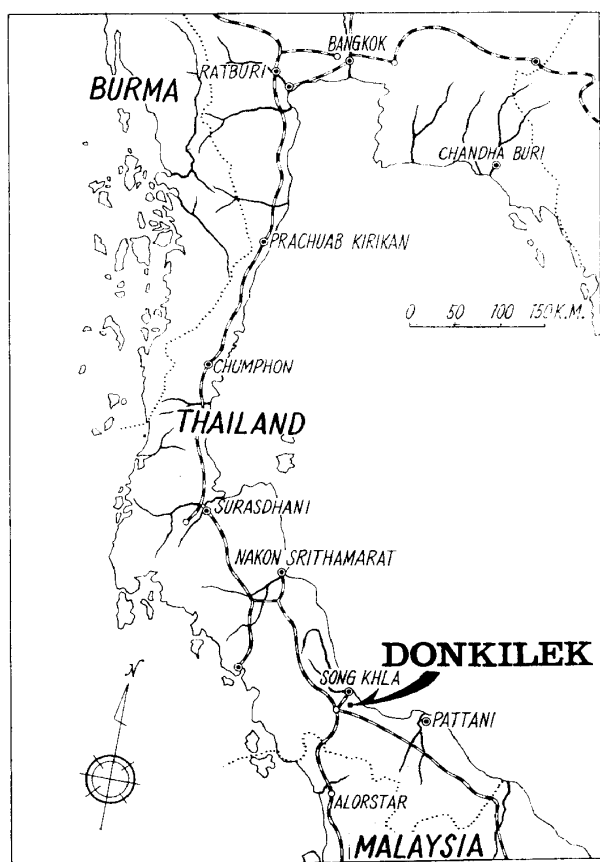 BANGKOK
RATBURI
BURMA
CHANDHA BURI
PRACHUAB KIRIKAN
0 50 100 150 K.M.
CHUMPHON
THAILAND
SURASDHANI
NAKON SRITHAMARAT
DONKILEK
SONG KHLA
N
PATTANI
ALORSTAR
MALAYSIA